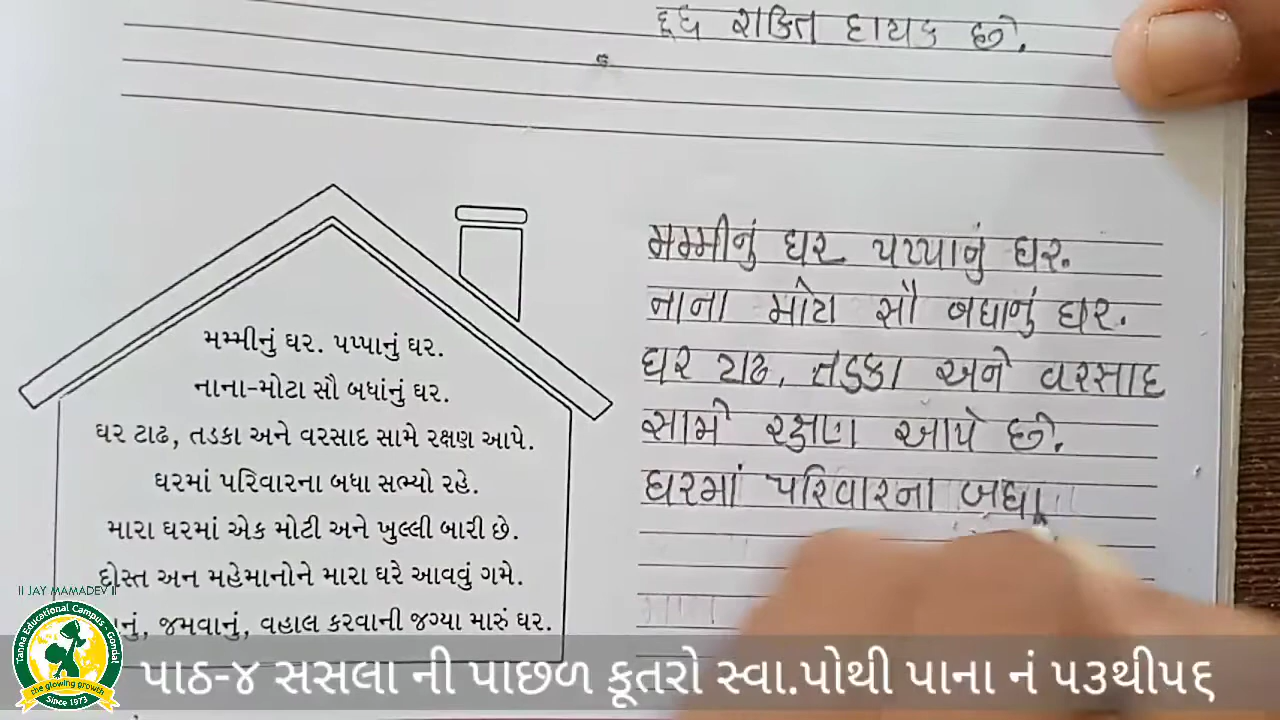 દૂધ શક્તિ દાયક છે.
મમ્મીનું ઘર. પપ્પાનું ઘર.
નાના-મોટા સૌ બધાંનું ઘર.
ઘર ટાઢ, તડકા અને વરસાદ સામે રક્ષણ આપે.
ઘરમાં પરિવારના બધા સભ્યો રહે.
મારા ઘરમાં એક મોટી અને ખુલ્લી બારી છે.
દોસ્ત અન મહેમાનોને મારા ઘરે આવવું ગમે.
જમવાનું, વહાલ કરવાની જગ્યા મારું ઘર.
મમ્મીનું ઘર પપ્પાનું ઘર.
નાના મોટા સૌ બધાનું ઘર.
ઘર ટાઢ, તડકા અને વરસાદ
સામે રક્ષણ આપે છે.
ઘરમાં પરિવારના બધા
॥ JAY MAMADEV ॥
Tanna Educational Campus - Gondal
the glowing growth
Since 1973
પાઠ-૪ સસલા ની પાછળ કૂતરો સ્વા.પોથી પાના નં ૫૩થી૫૬